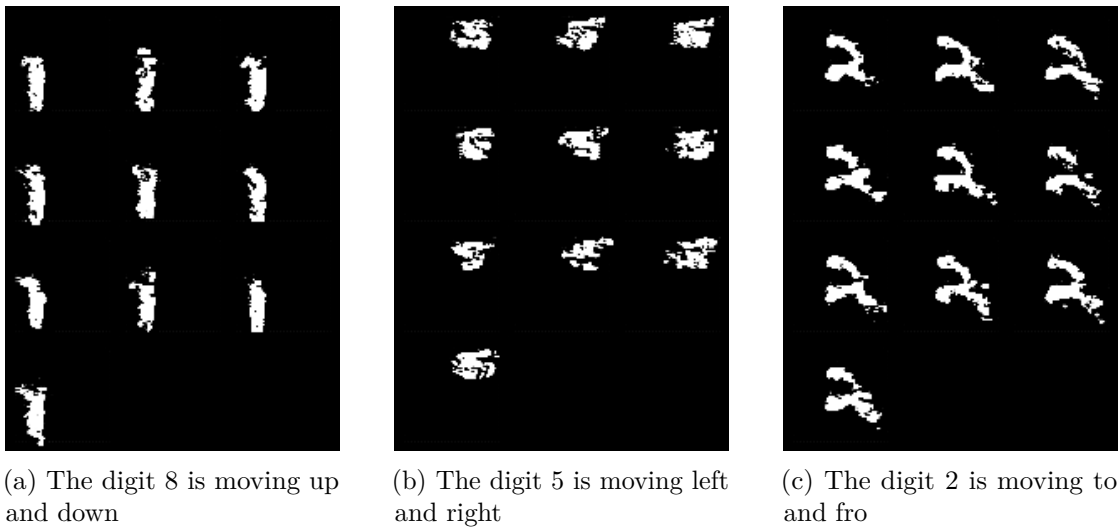 (a) The digit 8 is moving up
and down
(b) The digit 5 is moving left
and right
(c) The digit 2 is moving to
and fro